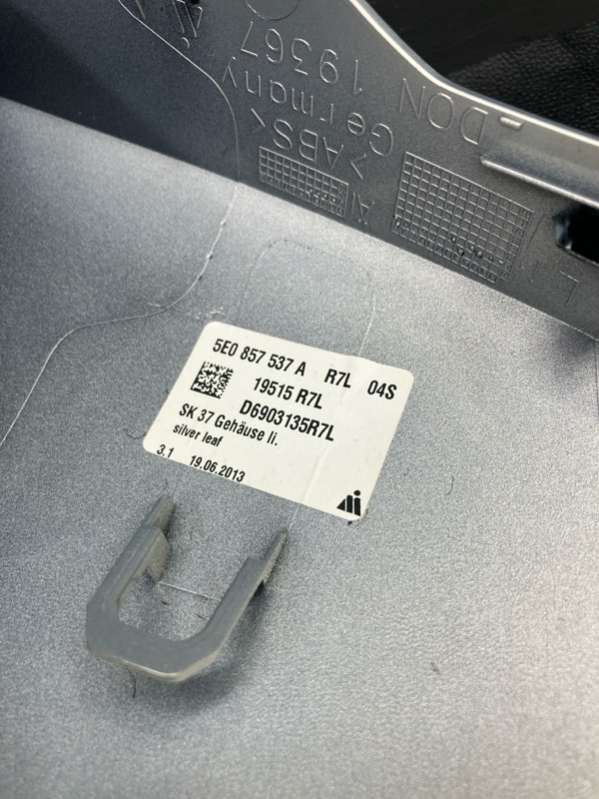 DON 19367
Germany
>ABS<
Äi
L
5E0 857 537 A R7L 04S
19515 R7L
D6903135R7L
SK 37 Gehäuse li.
silver leaf
3.1 19.06.2013